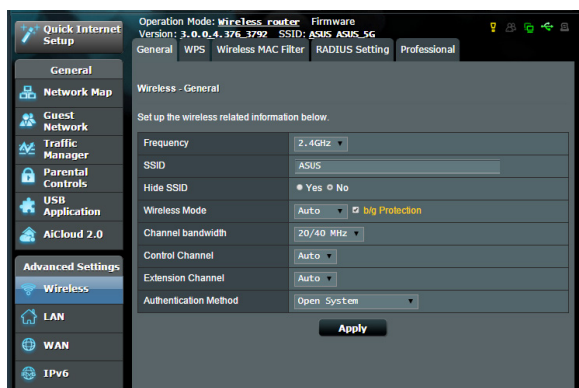 Quick Internet
Setup
General
Network Map
Guest
Network
Traffic
Manager
Parental
Controls
USB
Application
AiCloud 2.0
Advanced Settings
Wireless
LAN
WAN
IPv6
Operation Mode: Wireless router Firmware
Version: 3.0.0.4.376_3792 SSID: ASUS ASUS_5G
General WPS Wireless MAC Filter RADIUS Setting Professional
Wireless - General
Set up the wireless related information below.
Frequency 2.4GHz
SSID ASUS
Hide SSID Yes No
Wireless Mode Auto b/g Protection
Channel bandwidth 20/40 MHz
Control Channel Auto
Extension Channel Auto
Authentication Method Open System
Apply